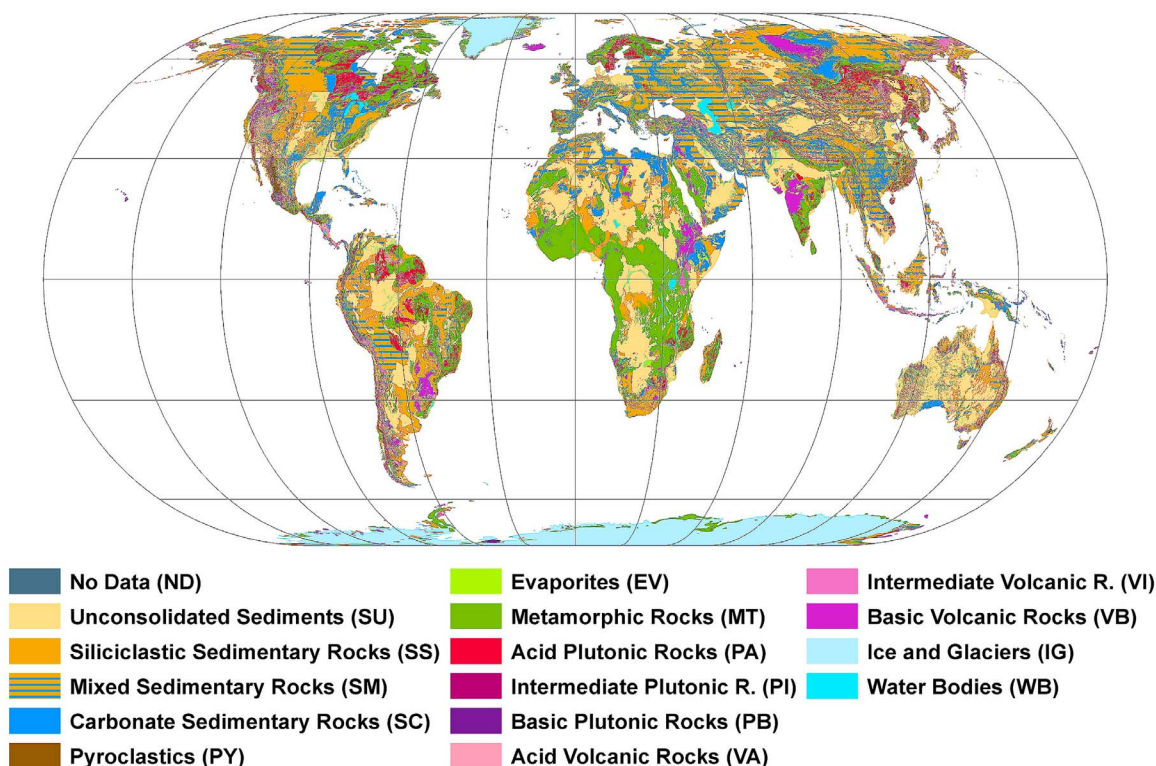 No Data (ND)
Unconsolidated Sediments (SU)
Siliciclastic Sedimentary Rocks (SS)
Mixed Sedimentary Rocks (SM)
Carbonate Sedimentary Rocks (SC)
Pyroclastics (PY)
Evaporites (EV)
Metamorphic Rocks (MT)
Acid Plutonic Rocks (PA)
Intermediate Plutonic R. (PI)
Basic Plutonic Rocks (PB)
Acid Volcanic Rocks (VA)
Intermediate Volcanic R. (VI)
Basic Volcanic Rocks (VB)
Ice and Glaciers (IG)
Water Bodies (WB)